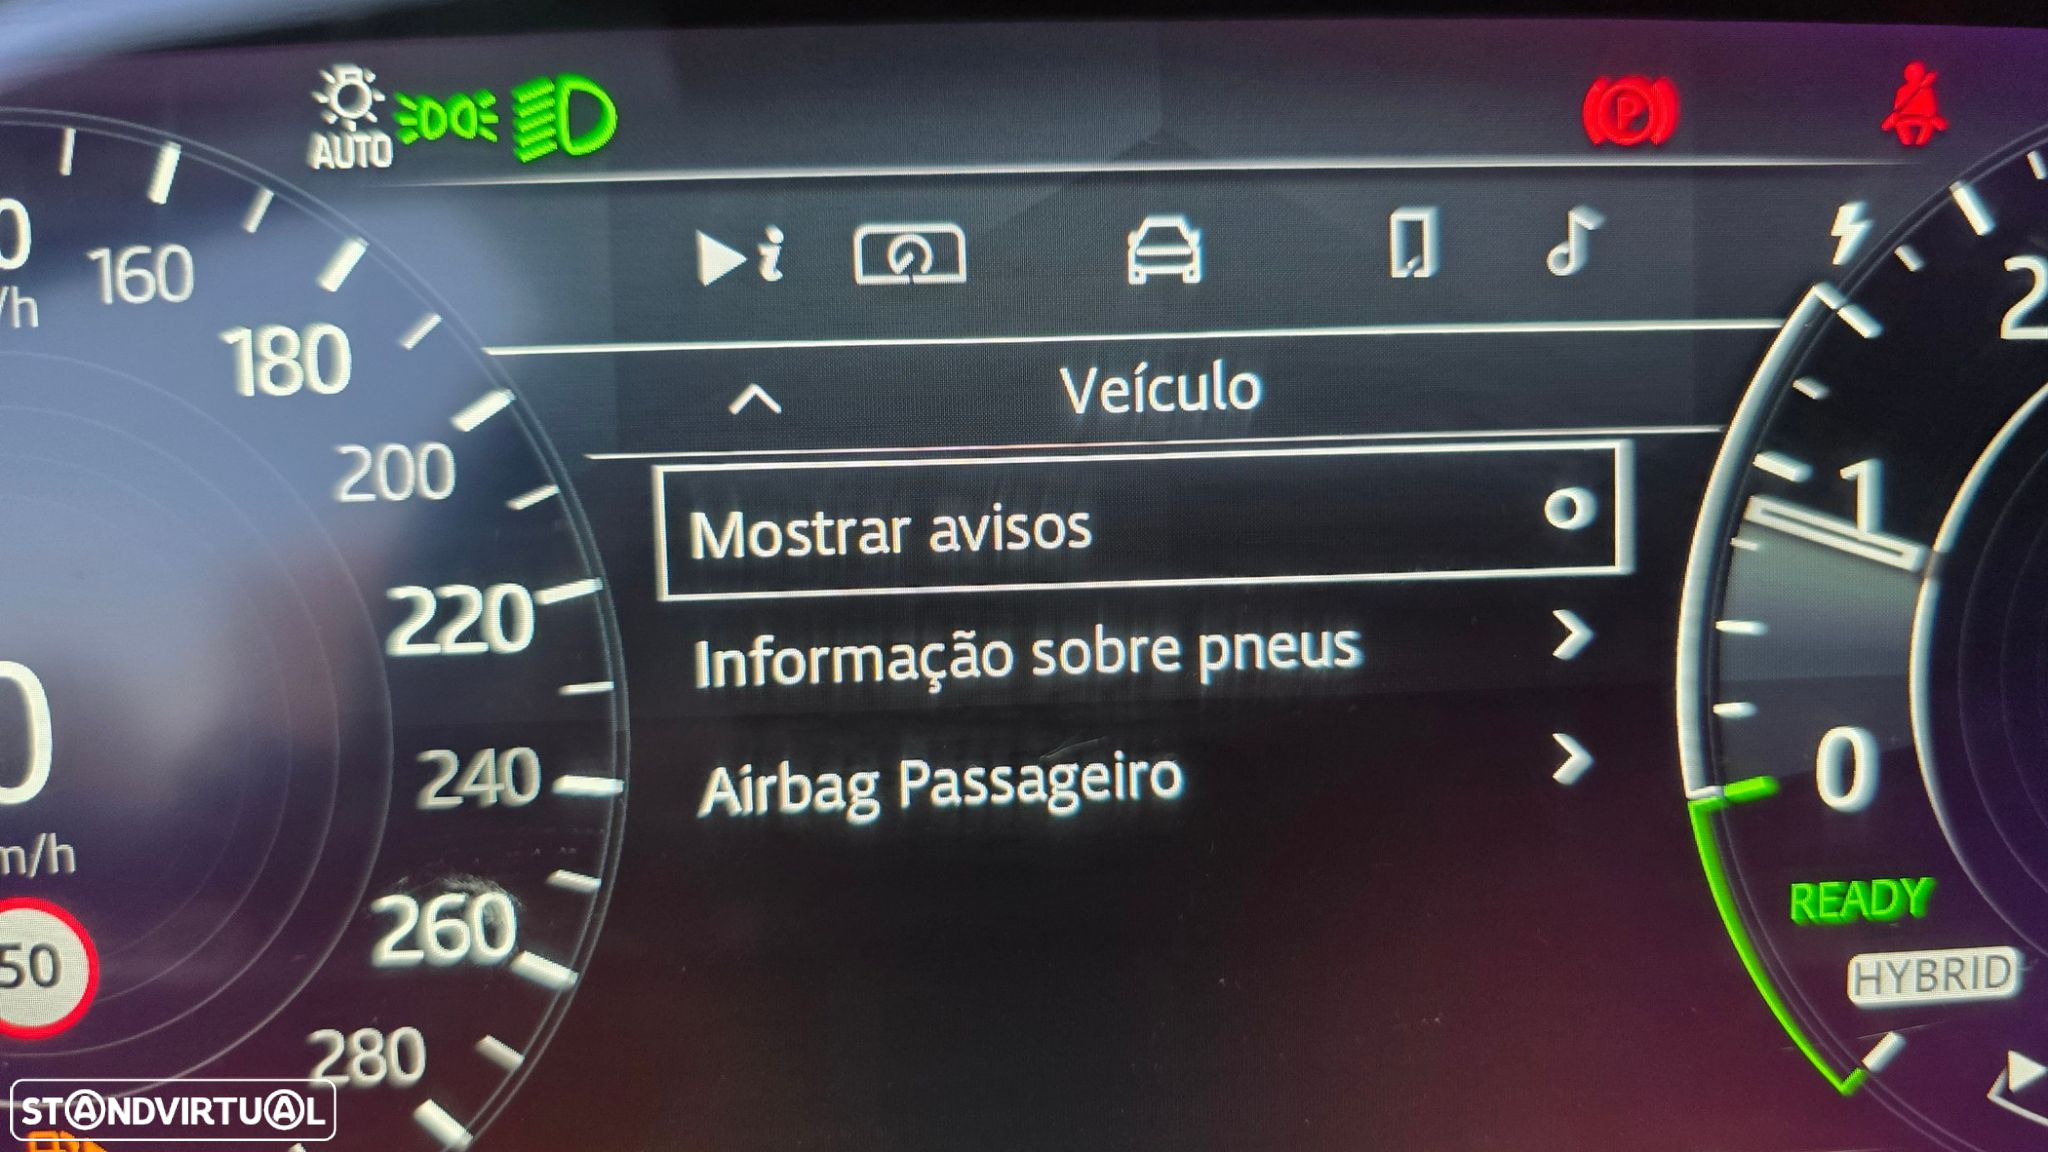 AUTO
P
160
180
200
220
240
260
280
50
Veículo
Mostrar avisos
Informação sobre pneus
Airbag Passageiro
2
1
0
READY
HYBRID
STANDVIRTUAL